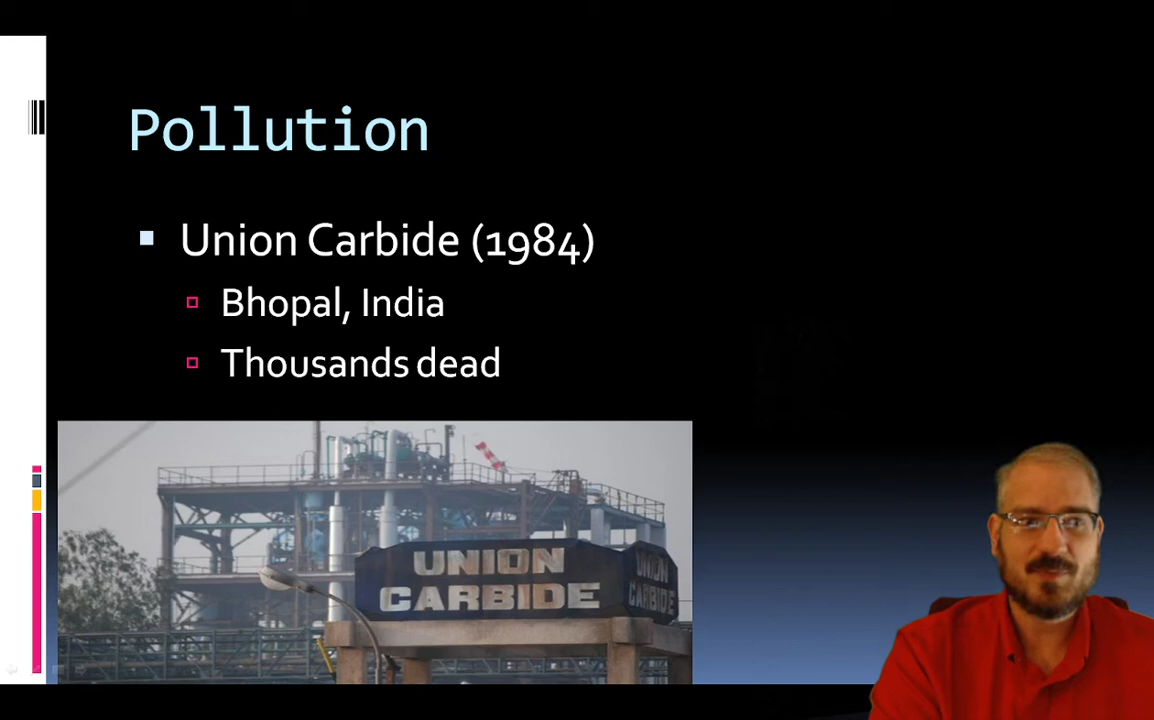 Pollution
Union Carbide (1984)
Bhopal, India
Thousands dead
UNION
CARBIDE
UNION
CARBIDE